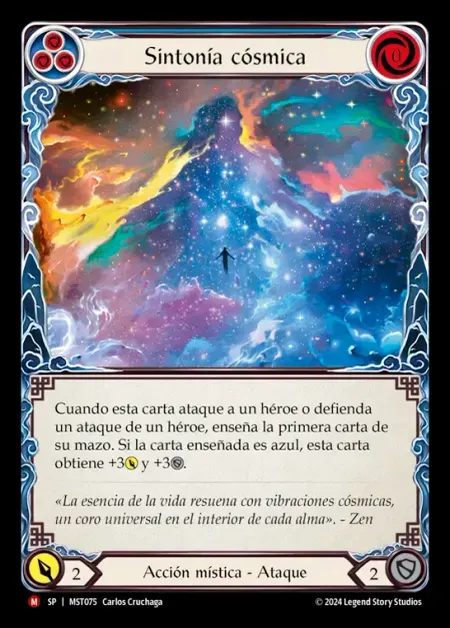 Sintonía cósmica
0
Cuando esta carta ataque a un héroe o defienda
un ataque de un héroe, enseña la primera carta de
su mazo. Si la carta enseñada es azul, esta carta
obtiene +3 y +3.
«La esencia de la vida resuena con vibraciones cósmicas,
un coro universal en el interior de cada alma». - Zen
2 Acción mística - Ataque 2
M SP | MST075 Carlos Cruchaga © 2024 Legend Story Studios